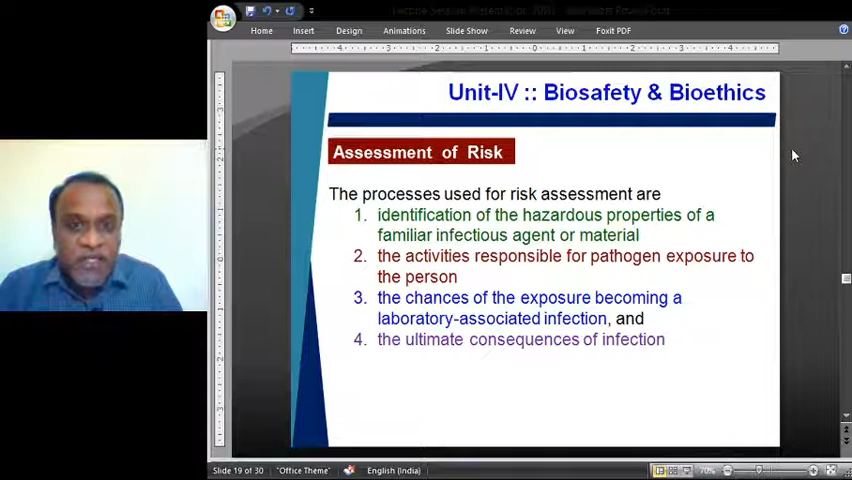 Home Insert Design Animations Slide Show Review View Foxit PDF
Unit-IV :: Biosafety & Bioethics
Assessment of Risk
The processes used for risk assessment are
1. identification of the hazardous properties of a
familiar infectious agent or material
2. the activities responsible for pathogen exposure to
the person
3. the chances of the exposure becoming a
laboratory-associated infection, and
4. the ultimate consequences of infection
Slide 19 of 30 "Office Theme" English (India) 70%